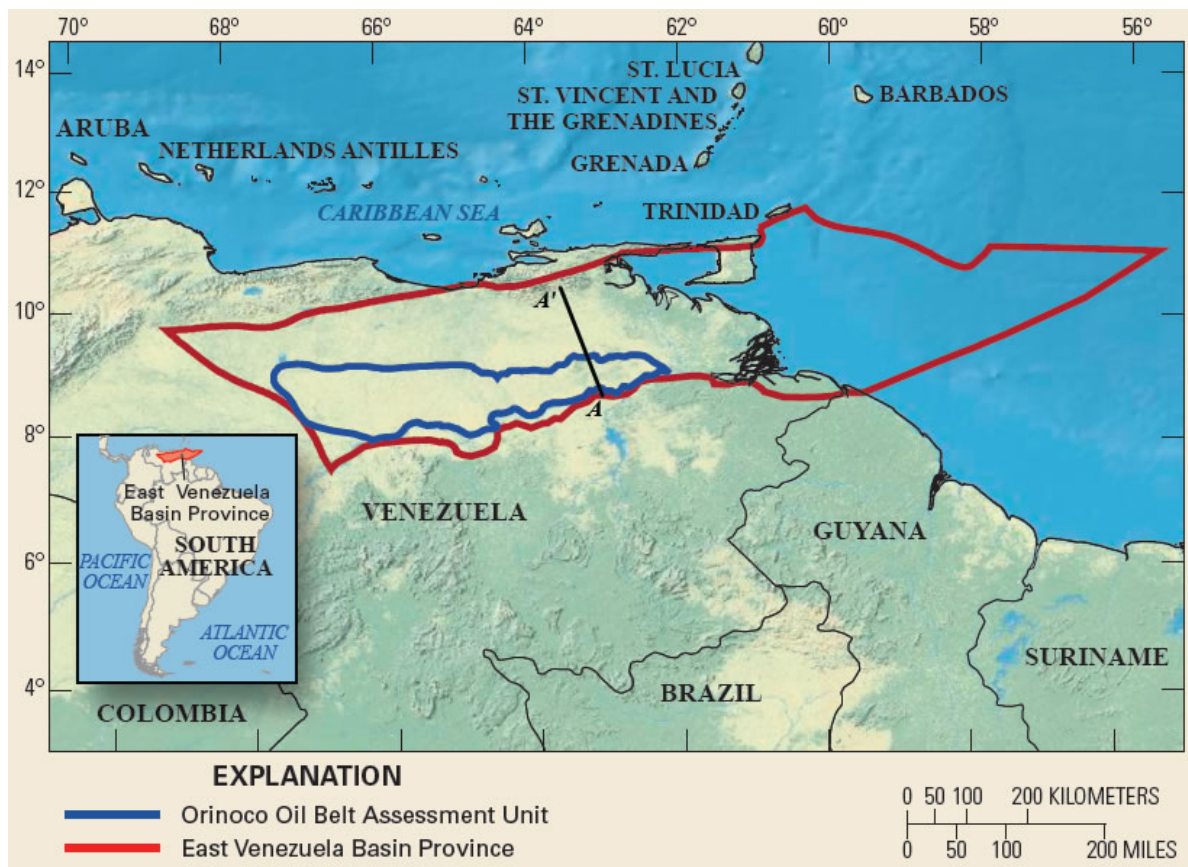 70° 68° 66° 64° 62° 60° 58° 56°
14°
ST. LUCIA
ST. VINCENT AND
THE GRENADINES
BARBADOS
ARUBA
NETHERLANDS ANTILLES
GRENADA
12°
CARIBBEAN SEA
TRINIDAD
10°
A'
A
8°
East Venezuela
Basin Province
SOUTH
AMERICA
PACIFIC
OCEAN
ATLANTIC
OCEAN
VENEZUELA
GUYANA
6°
SURINAME
BRAZIL
4°
COLOMBIA
EXPLANATION
Orinoco Oil Belt Assessment Unit
East Venezuela Basin Province
0 50 100 200 KILOMETERS
0 50 100 200 MILES